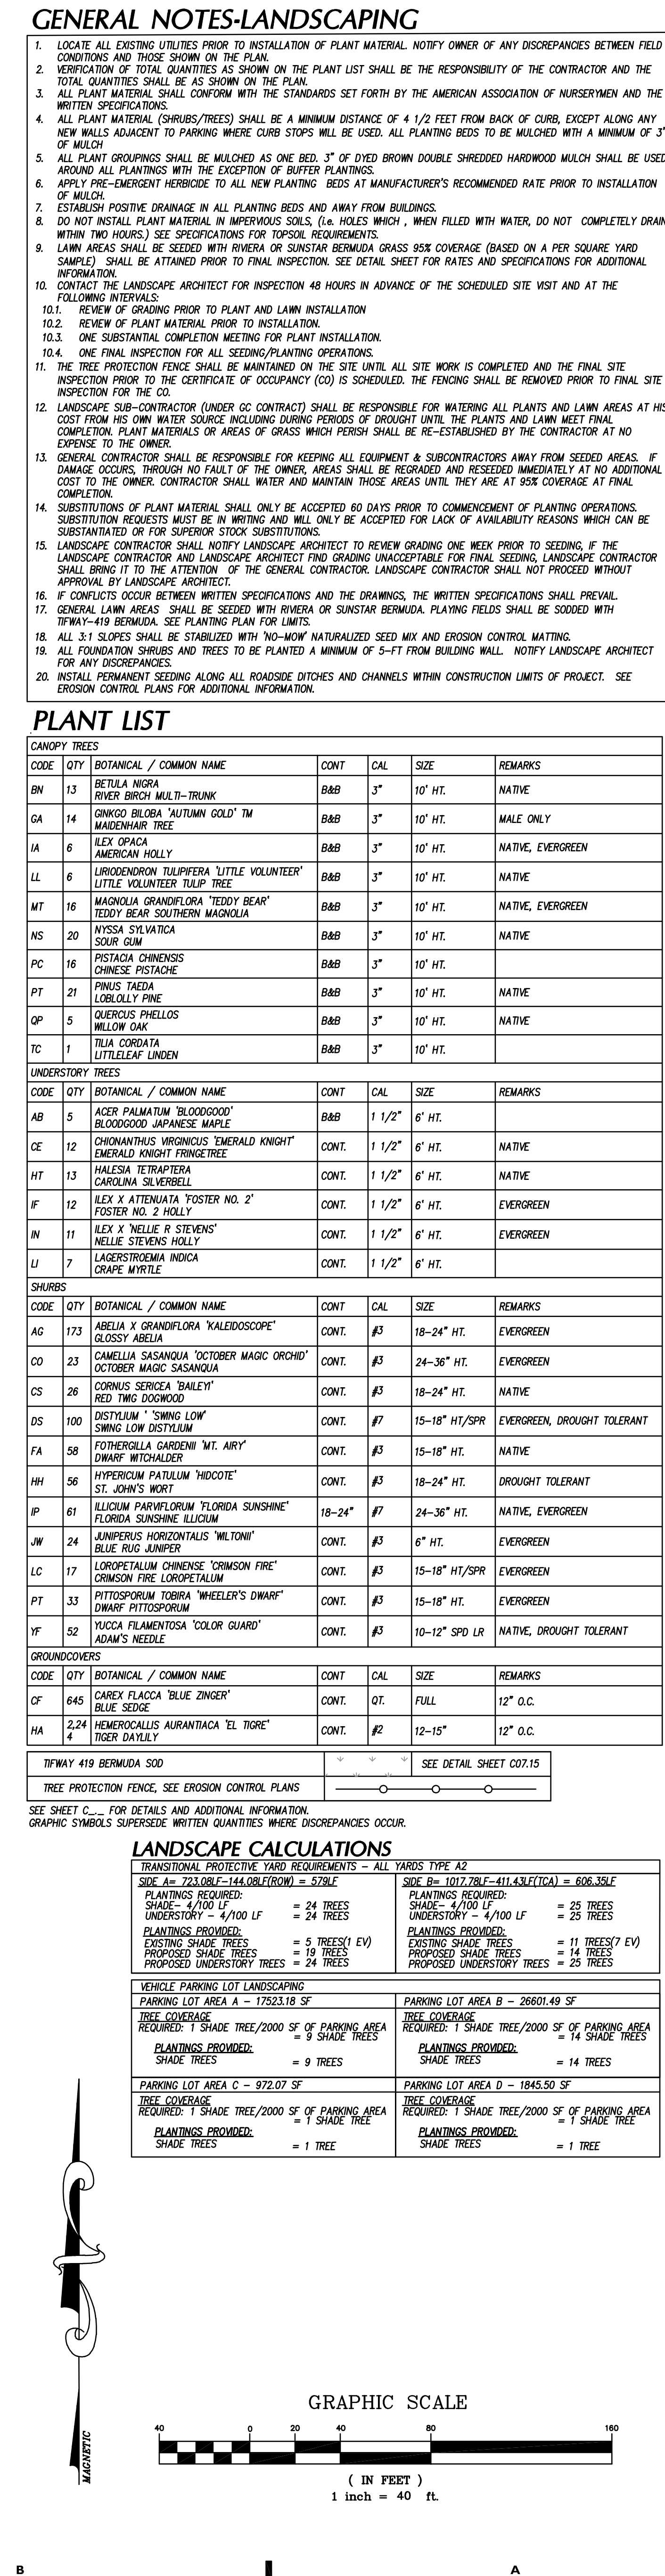 GENERAL NOTES-LANDSCAPING
1. LOCATE ALL EXISTING UTILITIES PRIOR TO INSTALLATION OF PLANT MATERIAL. NOTIFY OWNER OF ANY DISCREPANCIES BETWEEN FIELD
CONDITIONS AND THOSE SHOWN ON THE PLAN.
2. VERIFICATION OF TOTAL QUANTITIES AS SHOWN ON THE PLANT LIST SHALL BE THE RESPONSIBILITY OF THE CONTRACTOR AND THE
TOTAL QUANTITIES SHALL BE AS SHOWN ON THE PLAN.
3. ALL PLANT MATERIAL SHALL CONFORM WITH THE STANDARDS SET FORTH BY THE AMERICAN ASSOCIATION OF NURSERYMEN AND THE
WRITTEN SPECIFICATIONS.
4. ALL PLANT MATERIAL (SHRUBS/TREES) SHALL BE A MINIMUM DISTANCE OF 4 1/2 FEET FROM BACK OF CURB, EXCEPT ALONG ANY
NEW WALLS ADJACENT TO PARKING WHERE CURB STOPS WILL BE USED. ALL PLANTING BEDS TO BE MULCHED WITH A MINIMUM OF 3"
OF MULCH
5. ALL PLANT GROUPINGS SHALL BE MULCHED AS ONE BED. 3" OF DYED BROWN DOUBLE SHREDDED HARDWOOD MULCH SHALL BE USED
AROUND ALL PLANTINGS WITH THE EXCEPTION OF BUFFER PLANTINGS.
6. APPLY PRE-EMERGENT HERBICIDE TO ALL NEW PLANTING BEDS AT MANUFACTURER'S RECOMMENDED RATE PRIOR TO INSTALLATION
OF MULCH.
7. ESTABLISH POSITIVE DRAINAGE IN ALL PLANTING BEDS AND AWAY FROM BUILDINGS.
8. DO NOT INSTALL PLANT MATERIAL IN IMPERVIOUS SOILS, (i.e. HOLES WHICH , WHEN FILLED WITH WATER, DO NOT COMPLETELY DRAIN
WITHIN TWO HOURS.) SEE SPECIFICATIONS FOR TOPSOIL REQUIREMENTS.
9. LAWN AREAS SHALL BE SEEDED WITH RIVIERA OR SUNSTAR BERMUDA GRASS 95% COVERAGE (BASED ON A PER SQUARE YARD
SAMPLE) SHALL BE ATTAINED PRIOR TO FINAL INSPECTION. SEE DETAIL SHEET FOR RATES AND SPECIFICATIONS FOR ADDITIONAL
INFORMATION.
10. CONTACT THE LANDSCAPE ARCHITECT FOR INSPECTION 48 HOURS IN ADVANCE OF THE SCHEDULED SITE VISIT AND AT THE
FOLLOWING INTERVALS:
10.1. REVIEW OF GRADING PRIOR TO PLANT AND LAWN INSTALLATION
10.2. REVIEW OF PLANT MATERIAL PRIOR TO INSTALLATION.
10.3. ONE SUBSTANTIAL COMPLETION MEETING FOR PLANT INSTALLATION.
10.4. ONE FINAL INSPECTION FOR ALL SEEDING/PLANTING OPERATIONS.
11. THE TREE PROTECTION FENCE SHALL BE MAINTAINED ON THE SITE UNTIL ALL SITE WORK IS COMPLETED AND THE FINAL SITE
INSPECTION PRIOR TO THE CERTIFICATE OF OCCUPANCY (CO) IS SCHEDULED. THE FENCING SHALL BE REMOVED PRIOR TO FINAL SITE
INSPECTION FOR THE CO.
12. LANDSCAPE SUB-CONTRACTOR (UNDER GC CONTRACT) SHALL BE RESPONSIBLE FOR WATERING ALL PLANTS AND LAWN AREAS AT HIS
COST FROM HIS OWN WATER SOURCE INCLUDING DURING PERIODS OF DROUGHT UNTIL THE PLANTS AND LAWN MEET FINAL
COMPLETION. PLANT MATERIALS OR AREAS OF GRASS WHICH PERISH SHALL BE RE-ESTABLISHED BY THE CONTRACTOR AT NO
EXPENSE TO THE OWNER.
13. GENERAL CONTRACTOR SHALL BE RESPONSIBLE FOR KEEPING ALL EQUIPMENT & SUBCONTRACTORS AWAY FROM SEEDED AREAS. IF
DAMAGE OCCURS, THROUGH NO FAULT OF THE OWNER, AREAS SHALL BE REGRADED AND RESEEDED IMMEDIATELY AT NO ADDITIONAL
COST TO THE OWNER. CONTRACTOR SHALL WATER AND MAINTAIN THOSE AREAS UNTIL THEY ARE AT 95% COVERAGE AT FINAL
COMPLETION.
14. SUBSTITUTIONS OF PLANT MATERIAL SHALL ONLY BE ACCEPTED 60 DAYS PRIOR TO COMMENCEMENT OF PLANTING OPERATIONS.
SUBSTITUTION REQUESTS MUST BE IN WRITING AND WILL ONLY BE ACCEPTED FOR LACK OF AVAILABILITY REASONS WHICH CAN BE
SUBSTANTIATED OR FOR SUPERIOR STOCK SUBSTITUTIONS.
15. LANDSCAPE CONTRACTOR SHALL NOTIFY LANDSCAPE ARCHITECT TO REVIEW GRADING ONE WEEK PRIOR TO SEEDING, IF THE
LANDSCAPE CONTRACTOR AND LANDSCAPE ARCHITECT FIND GRADING UNACCEPTABLE FOR FINAL SEEDING, LANDSCAPE CONTRACTOR
SHALL BRING IT TO THE ATTENTION OF THE GENERAL CONTRACTOR. LANDSCAPE CONTRACTOR SHALL NOT PROCEED WITHOUT
APPROVAL BY LANDSCAPE ARCHITECT.
16. IF CONFLICTS OCCUR BETWEEN WRITTEN SPECIFICATIONS AND THE DRAWINGS, THE WRITTEN SPECIFICATIONS SHALL PREVAIL.
17. GENERAL LAWN AREAS SHALL BE SEEDED WITH RIVIERA OR SUNSTAR BERMUDA. PLAYING FIELDS SHALL BE SODDED WITH
TIFWAY-419 BERMUDA. SEE PLANTING PLAN FOR LIMITS.
18. ALL 3:1 SLOPES SHALL BE STABILIZED WITH 'NO-MOW' NATURALIZED SEED MIX AND EROSION CONTROL MATTING.
19. ALL FOUNDATION SHRUBS AND TREES TO BE PLANTED A MINIMUM OF 5-FT FROM BUILDING WALL. NOTIFY LANDSCAPE ARCHITECT
FOR ANY DISCREPANCIES.
20. INSTALL PERMANENT SEEDING ALONG ALL ROADSIDE DITCHES AND CHANNELS WITHIN CONSTRUCTION LIMITS OF PROJECT. SEE
EROSION CONTROL PLANS FOR ADDITIONAL INFORMATION.
PLANT LIST
CANOPY TREES
CODE QTY BOTANICAL / COMMON NAME CONT CAL SIZE REMARKS
BN 13 BETULA NIGRA
RIVER BIRCH MULTI-TRUNK B&B 3" 10' HT. NATIVE
GA 14 GINKGO BILOBA 'AUTUMN GOLD' TM
MAIDENHAIR TREE B&B 3" 10' HT. MALE ONLY
IA 6 ILEX OPACA
AMERICAN HOLLY B&B 3" 10' HT. NATIVE, EVERGREEN
LL 6 LIRIODENDRON TULIPIFERA 'LITTLE VOLUNTEER'
LITTLE VOLUNTEER TULIP TREE B&B 3" 10' HT. NATIVE
MT 16 MAGNOLIA GRANDIFLORA 'TEDDY BEAR'
TEDDY BEAR SOUTHERN MAGNOLIA B&B 3" 10' HT. NATIVE, EVERGREEN
NS 20 NYSSA SYLVATICA
SOUR GUM B&B 3" 10' HT. NATIVE
PC 16 PISTACIA CHINENSIS
CHINESE PISTACHE B&B 3" 10' HT.
PT 21 PINUS TAEDA
LOBLOLLY PINE B&B 3" 10' HT. NATIVE
QP 5 QUERCUS PHELLOS
WILLOW OAK B&B 3" 10' HT. NATIVE
TC 1 TILIA CORDATA
LITTLELEAF LINDEN B&B 3" 10' HT.
UNDERSTORY TREES
CODE QTY BOTANICAL / COMMON NAME CONT CAL SIZE REMARKS
AB 5 ACER PALMATUM 'BLOODGOOD'
BLOODGOOD JAPANESE MAPLE B&B 1 1/2" 6' HT.
CE 12 CHIONANTHUS VIRGINICUS 'EMERALD KNIGHT'
EMERALD KNIGHT FRINGETREE CONT. 1 1/2" 6' HT. NATIVE
HT 13 HALESIA TETRAPTERA
CAROLINA SILVERBELL CONT. 1 1/2" 6' HT. NATIVE
IF 12 ILEX X ATTENUATA 'FOSTER NO. 2'
FOSTER NO. 2 HOLLY CONT. 1 1/2" 6' HT. EVERGREEN
IN 11 ILEX X 'NELLIE R STEVENS'
NELLIE STEVENS HOLLY CONT. 1 1/2" 6' HT. EVERGREEN
LI 7 LAGERSTROEMIA INDICA
CRAPE MYRTLE CONT. 1 1/2" 6' HT.
SHURBS
CODE QTY BOTANICAL / COMMON NAME CONT CAL SIZE REMARKS
AG 173 ABELIA X GRANDIFLORA 'KALEIDOSCOPE'
GLOSSY ABELIA CONT. #3 18-24" HT. EVERGREEN
CO 23 CAMELLIA SASANQUA 'OCTOBER MAGIC ORCHID'
OCTOBER MAGIC SASANQUA CONT. #3 24-36" HT. EVERGREEN
CS 26 CORNUS SERICEA 'BAILEYI'
RED TWIG DOGWOOD CONT. #3 18-24" HT. NATIVE
DS 100 DISTYLIUM ' 'SWING LOW'
SWING LOW DISTYLIUM CONT. #7 15-18" HT/SPR EVERGREEN, DROUGHT TOLERANT
FA 58 FOTHERGILLA GARDENII 'MT. AIRY'
DWARF WITCHALDER CONT. #3 15-18" HT. NATIVE
HH 56 HYPERICUM PATULUM 'HIDCOTE'
ST. JOHN'S WORT CONT. #3 18-24" HT. DROUGHT TOLERANT
IP 61 ILLICIUM PARVIFLORUM 'FLORIDA SUNSHINE'
FLORIDA SUNSHINE ILLICIUM 18-24" #7 24-36" HT. NATIVE, EVERGREEN
JW 24 JUNIPERUS HORIZONTALIS 'WILTONII'
BLUE RUG JUNIPER CONT. #3 6" HT. EVERGREEN
LC 17 LOROPETALUM CHINENSE 'CRIMSON FIRE'
CRIMSON FIRE LOROPETALUM CONT. #3 15-18" HT/SPR EVERGREEN
PT 33 PITTOSPORUM TOBIRA 'WHEELER'S DWARF'
DWARF PITTOSPORUM CONT. #3 15-18" HT. EVERGREEN
YF 52 YUCCA FILAMENTOSA 'COLOR GUARD'
ADAM'S NEEDLE CONT. #3 10-12" SPD LR NATIVE, DROUGHT TOLERANT
GROUNDCOVERS
CODE QTY BOTANICAL / COMMON NAME CONT CAL SIZE REMARKS
CF 645 CAREX FLACCA 'BLUE ZINGER'
BLUE SEDGE CONT. QT. FULL 12" O.C.
HA 2,24
4 HEMEROCALLIS AURANTIACA 'EL TIGRE'
TIGER DAYLILY CONT. #2 12-15" 12" O.C.
TIFWAY 419 BERMUDA SOD SEE DETAIL SHEET C07.15
TREE PROTECTION FENCE, SEE EROSION CONTROL PLANS
SEE SHEET C_._ FOR DETAILS AND ADDITIONAL INFORMATION.
GRAPHIC SYMBOLS SUPERSEDE WRITTEN QUANTITIES WHERE DISCREPANCIES OCCUR.
LANDSCAPE CALCULATIONS
TRANSITIONAL PROTECTIVE YARD REQUIREMENTS - ALL YARDS TYPE A2
SIDE A= 723.08LF-144.08LF(ROW) = 579LF
PLANTINGS REQUIRED:
SHADE- 4/100 LF = 24 TREES
UNDERSTORY - 4/100 LF = 24 TREES
PLANTINGS PROVIDED:
EXISTING SHADE TREES = 5 TREES(1 EV)
PROPOSED SHADE TREES = 19 TREES
PROPOSED UNDERSTORY TREES = 24 TREES
SIDE B= 1017.78LF-411.43LF(TCA) = 606.35LF
PLANTINGS REQUIRED:
SHADE- 4/100 LF = 25 TREES
UNDERSTORY - 4/100 LF = 25 TREES
PLANTINGS PROVIDED:
EXISTING SHADE TREES = 11 TREES(7 EV)
PROPOSED SHADE TREES = 14 TREES
PROPOSED UNDERSTORY TREES = 25 TREES
VEHICLE PARKING LOT LANDSCAPING
PARKING LOT AREA A - 17523.18 SF
TREE COVERAGE
REQUIRED: 1 SHADE TREE/2000 SF OF PARKING AREA
= 9 SHADE TREES
PLANTINGS PROVIDED:
SHADE TREES = 9 TREES
PARKING LOT AREA B - 26601.49 SF
TREE COVERAGE
REQUIRED: 1 SHADE TREE/2000 SF OF PARKING AREA
= 14 SHADE TREES
PLANTINGS PROVIDED:
SHADE TREES = 14 TREES
PARKING LOT AREA C - 972.07 SF
TREE COVERAGE
REQUIRED: 1 SHADE TREE/2000 SF OF PARKING AREA
= 1 SHADE TREE
PLANTINGS PROVIDED:
SHADE TREES = 1 TREE
PARKING LOT AREA D - 1845.50 SF
TREE COVERAGE
REQUIRED: 1 SHADE TREE/2000 SF OF PARKING AREA
= 1 SHADE TREE
PLANTINGS PROVIDED:
SHADE TREES = 1 TREE
MAGNETIC
GRAPHIC SCALE
40 0 20 40 80 160
( IN FEET )
1 inch = 40 ft.
B A